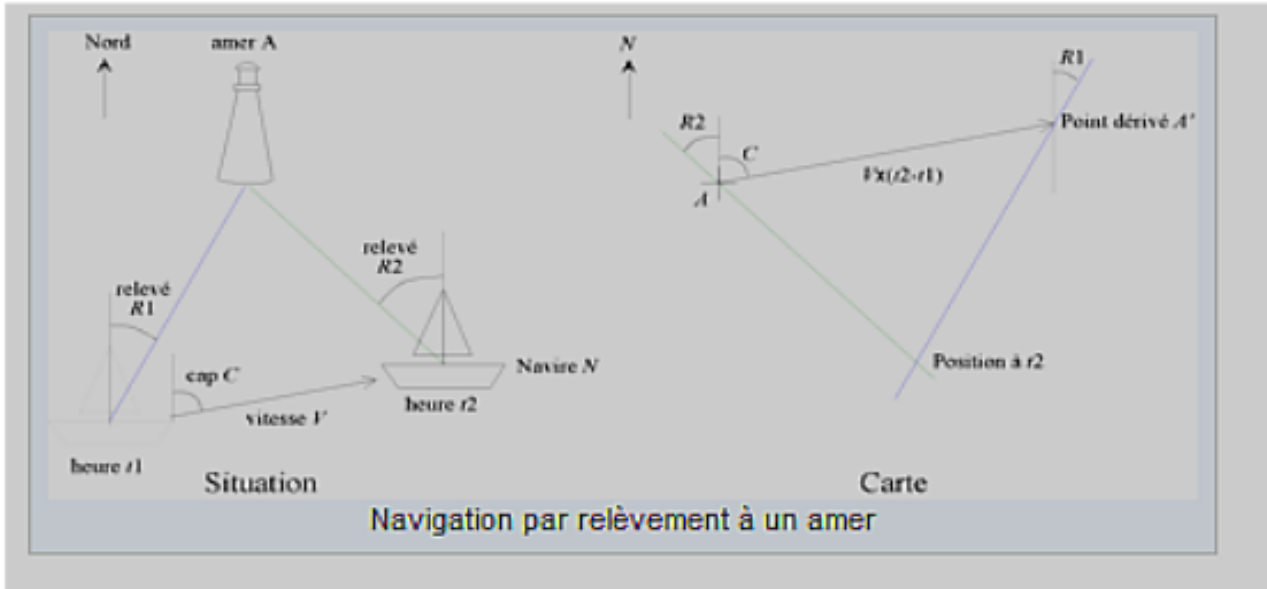 Nord
amer A
relevé
R1
relevé
R2
cap C
vitesse V
Navire N
heure t2
heure t1
Situation
N
R2
C
A
Vx(t2-t1)
R1
Point dérivé A'
Position à t2
Carte
Navigation par relèvement à un amer